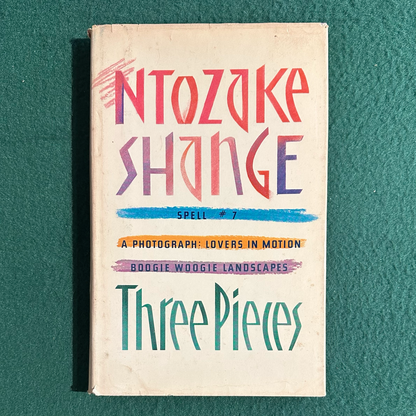 NTOZAKE
SHANGE
SPELL #7
A PHOTOGRAPH: LOVERS IN MOTION
BOOGIE WOOGIE LANDSCAPES
Three Pieces